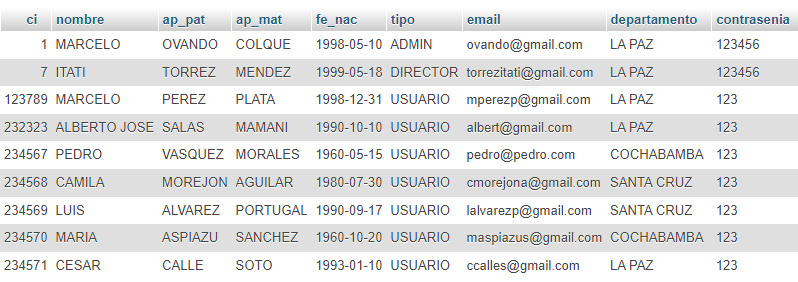 ci nombre ap_pat ap_mat fe_nac tipo email departamento contrasenia
1 MARCELO OVANDO COLQUE 1998-05-10 ADMIN ovando@gmail.com LA PAZ 123456
7 ITATI TORREZ MENDEZ 1999-05-18 DIRECTOR torrezitati@gmail.com LA PAZ 123456
123789 MARCELO PEREZ PLATA 1998-12-31 USUARIO mperezp@gmail.com LA PAZ 123
232323 ALBERTO JOSE SALAS MAMANI 1990-10-10 USUARIO albert@gmail.com LA PAZ 123
234567 PEDRO VASQUEZ MORALES 1960-05-15 USUARIO pedro@pedro.com COCHABAMBA 123
234568 CAMILA MOREJON AGUILAR 1980-07-30 USUARIO cmorejona@gmail.com SANTA CRUZ 123
234569 LUIS ALVAREZ PORTUGAL 1990-09-17 USUARIO lalvarezp@gmail.com SANTA CRUZ 123
234570 MARIA ASPIAZU SANCHEZ 1960-10-20 USUARIO maspiazus@gmail.com COCHABAMBA 123
234571 CESAR CALLE SOTO 1993-01-10 USUARIO ccalles@gmail.com LA PAZ 123